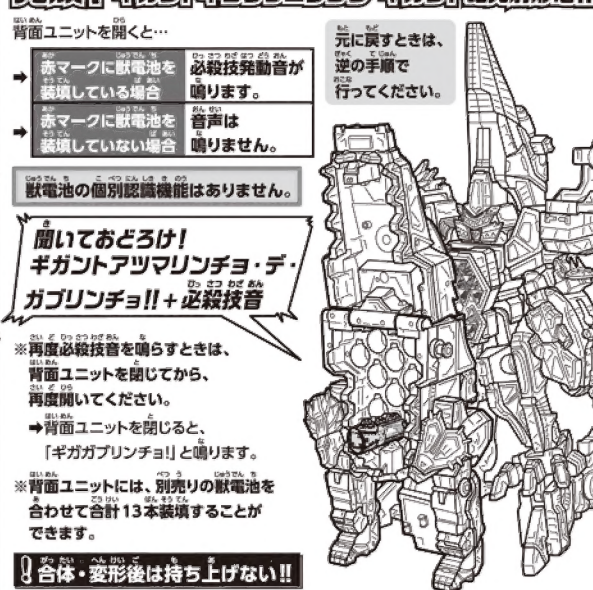 背面ユニットを開くと…
➡ 赤マークに獣電池を 必殺技発動音が
装填している場合 鳴ります。
➡ 赤マークに獣電池を 音声は
装填していない場合 鳴りません。
獣電池の個別認識機能はありません。
聞いておどろけ!
ギガントアツマリンチョ・デ・
ガブリンチョ!!+必殺技音
※再度必殺技音を鳴らすときは、
背面ユニットを閉じてから、
再度開いてください。
➡背面ユニットを閉じると、
「ギガガブリンチョ!」と鳴ります。
※背面ユニットには、別売りの獣電池を
合わせて合計13本装填することが
できます。
合体・変形後は持ち上げない!!
元に戻すときは、
逆の手順で
行ってください。